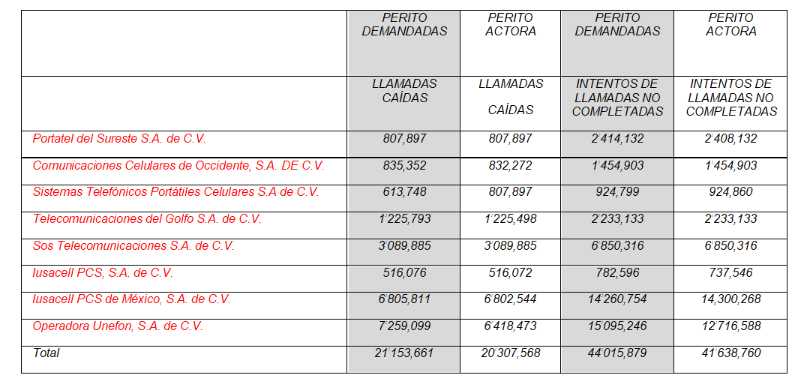 PERITO DEMANDADAS PERITO ACTORA PERITO DEMANDADAS PERITO ACTORA
LLAMADAS CAÍDAS LLAMADAS CAÍDAS INTENTOS DE LLAMADAS NO COMPLETADAS INTENTOS DE LLAMADAS NO COMPLETADAS
Portatel del Sureste S.A. de C.V. 807,897 807,897 2'414,132 2'408,132
Comunicaciones Celulares de Occidente, S.A. DE C.V. 835,352 832,272 1'454,903 1'454,903
Sistemas Telefónicos Portátiles Celulares S.A de C.V. 613,748 807,897 924,799 924,860
Telecomunicaciones del Golfo S.A. de C.V. 1'225,793 1'225,498 2'233,133 2'233,133
Sos Telecomunicaciones S.A. de C.V. 3'089,885 3'089,885 6'850,316 6'850,316
Iusacell PCS, S.A. de C.V. 516,076 516,072 782,596 737,546
Iusacell PCS de México, S.A. de C.V. 6'805,811 6'802,544 14'260,754 14,300,268
Operadora Unefon, S.A. de C.V. 7'259,099 6'418,473 15'095,246 12'716,588
Total 21'153,661 20'307,568 44'015,879 41'638,760